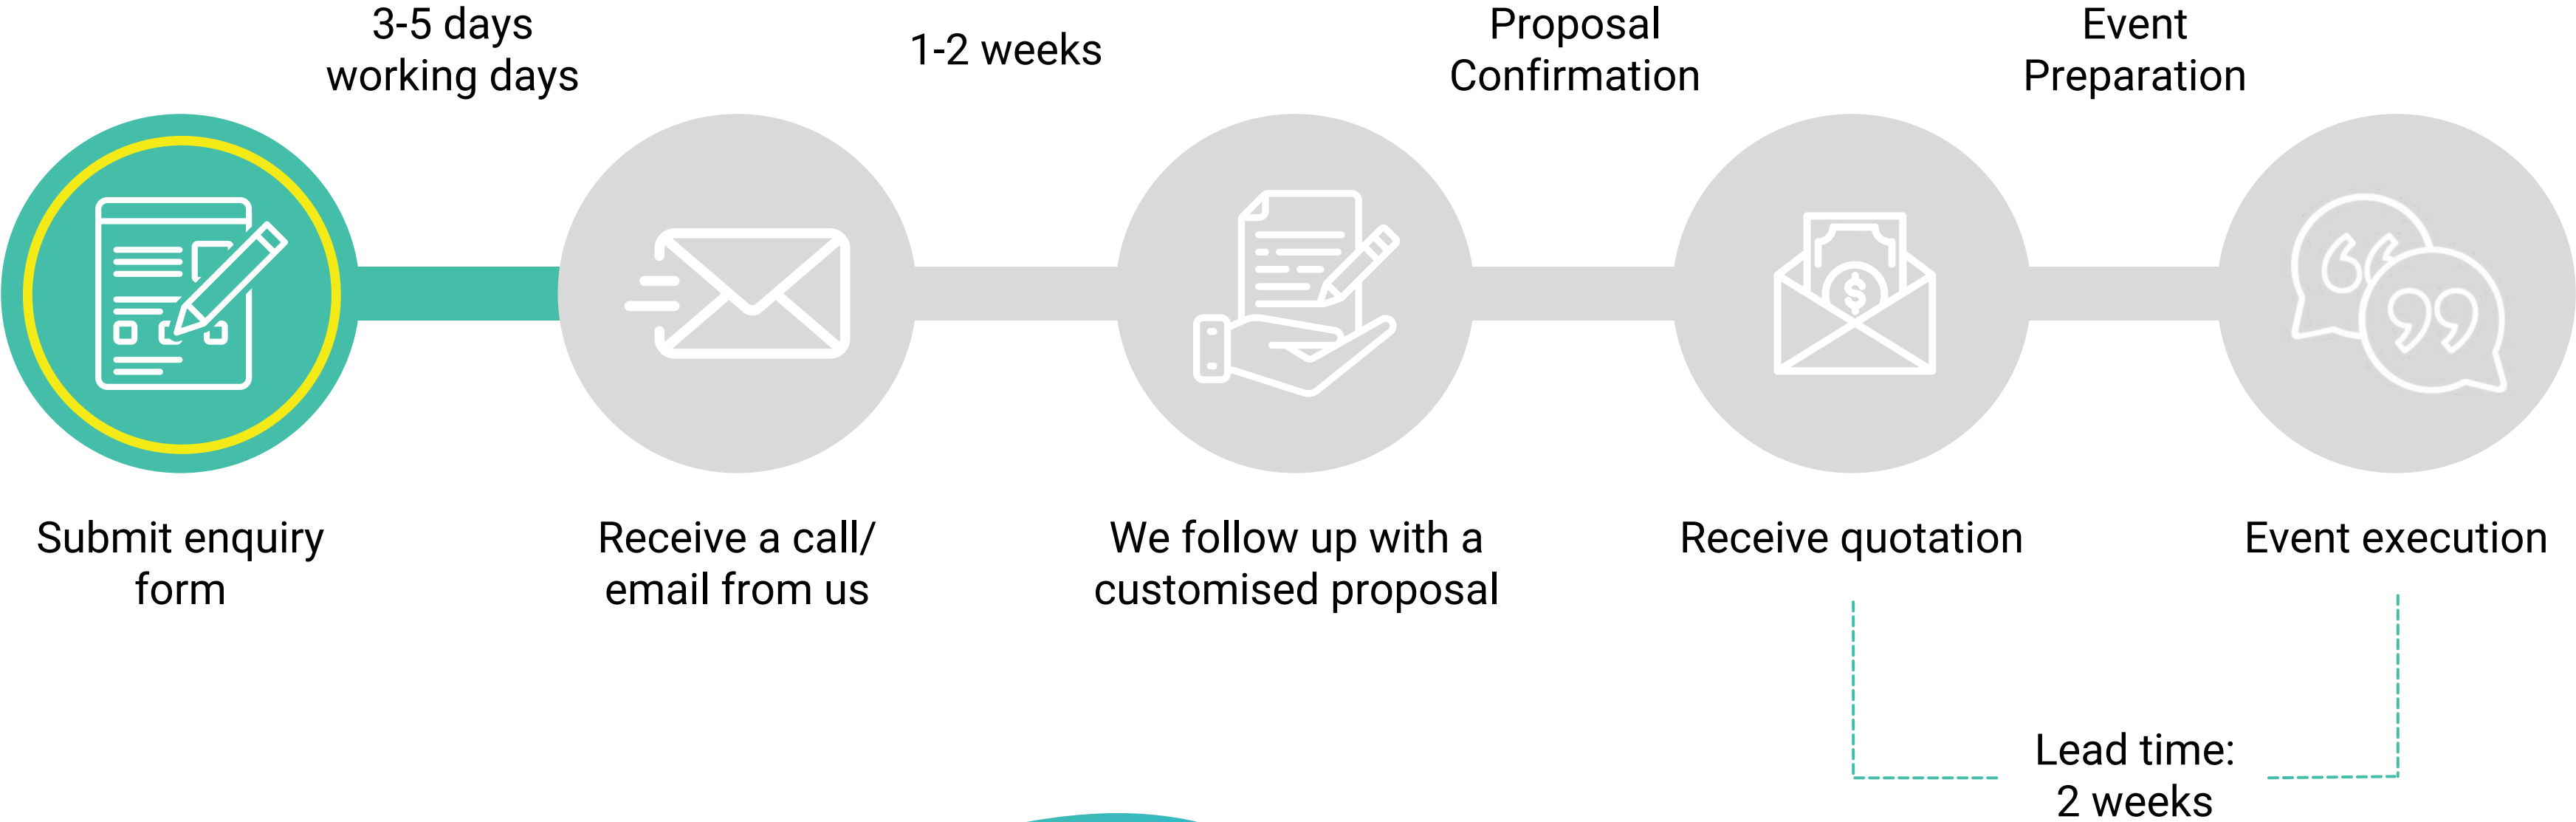 3-5 days
working days
1-2 weeks
Proposal
Confirmation
Event
Preparation
$
Submit enquiry
form
Receive a call/
email from us
We follow up with a
customised proposal
Receive quotation
Event execution
Lead time:
2 weeks